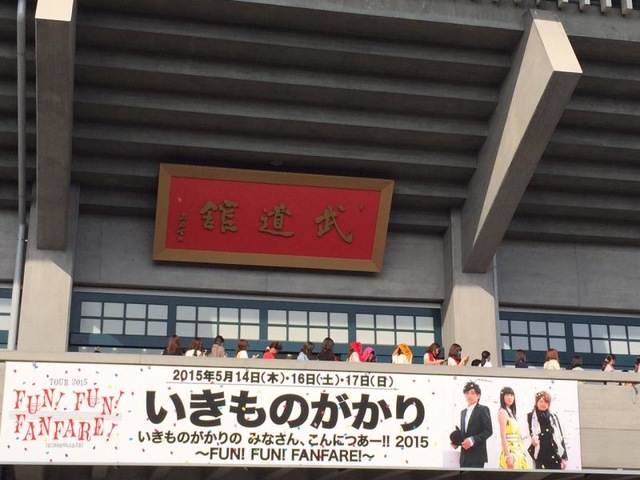 武道館
2015年5月14日(木)・16日(土)・17日(日)
TOUR 2015
FUN! FUN!
FANFARE!
いきものがかり
いきものがかりの みなさん、こんにつあー!! 2015
〜FUN! FUN! FANFARE!〜